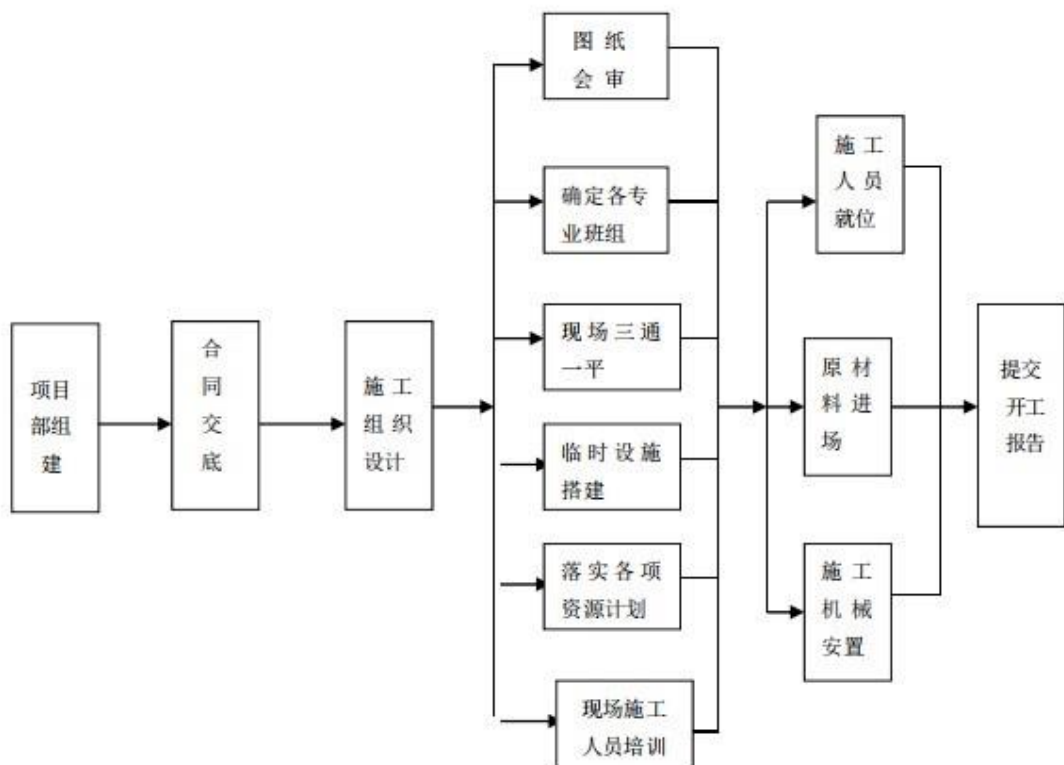 项目
部组
建
合
同
交
底
施工
组织
设计
图纸
会审
确定各专
业班组
现场三通
一平
临时设施
搭建
落实各项
资源计划
现场施工
人员培训
施工
人员
就位
原材
料进
场
施工
机械
安置
提交
开工
报告